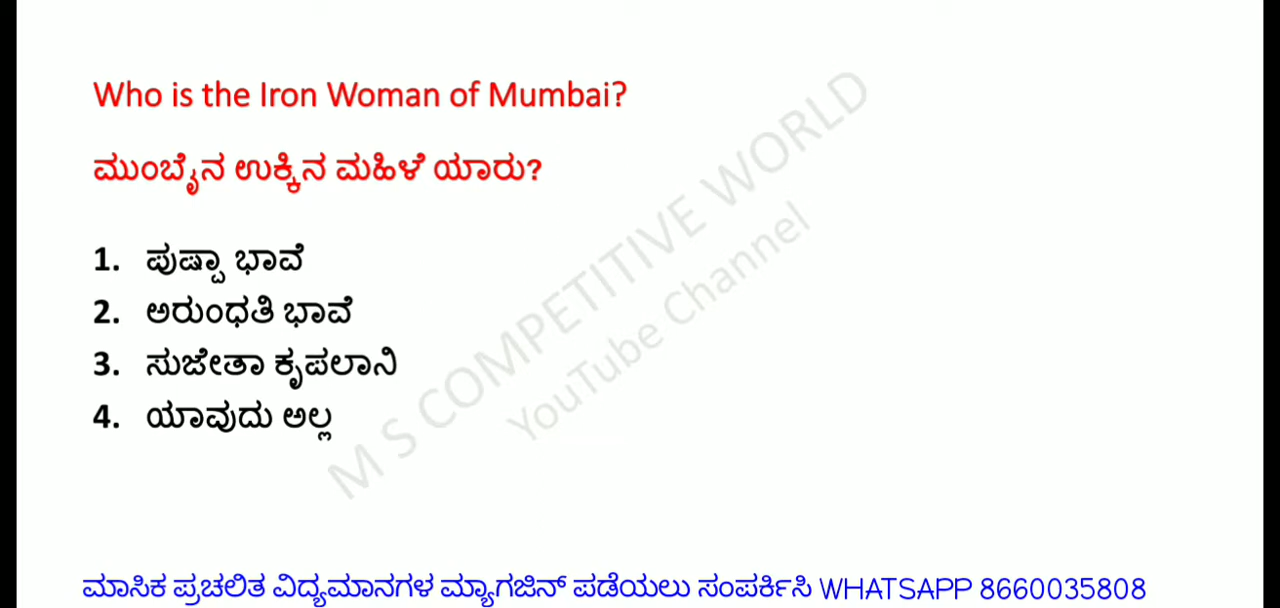 Who is the Iron Woman of Mumbai?
ಮುಂಬೈನ ಉಕ್ಕಿನ ಮಹಿಳೆ ಯಾರು?
1. ಪುಷ್ಪಾ ಭಾವೆ
2. ಅರುಂಧತಿ ಭಾವೆ
3. ಸುಜೇತಾ ಕೃಪಲಾನಿ
4. ಯಾವುದು ಅಲ್ಲ
M S COMPETITIVE WORLD
YouTube Channel
ಮಾಸಿಕ ಪ್ರಚಲಿತ ವಿದ್ಯಮಾನಗಳ ಮ್ಯಾಗಜಿನ್ ಪಡೆಯಲು ಸಂಪರ್ಕಿಸಿ WHATSAPP 8660035808